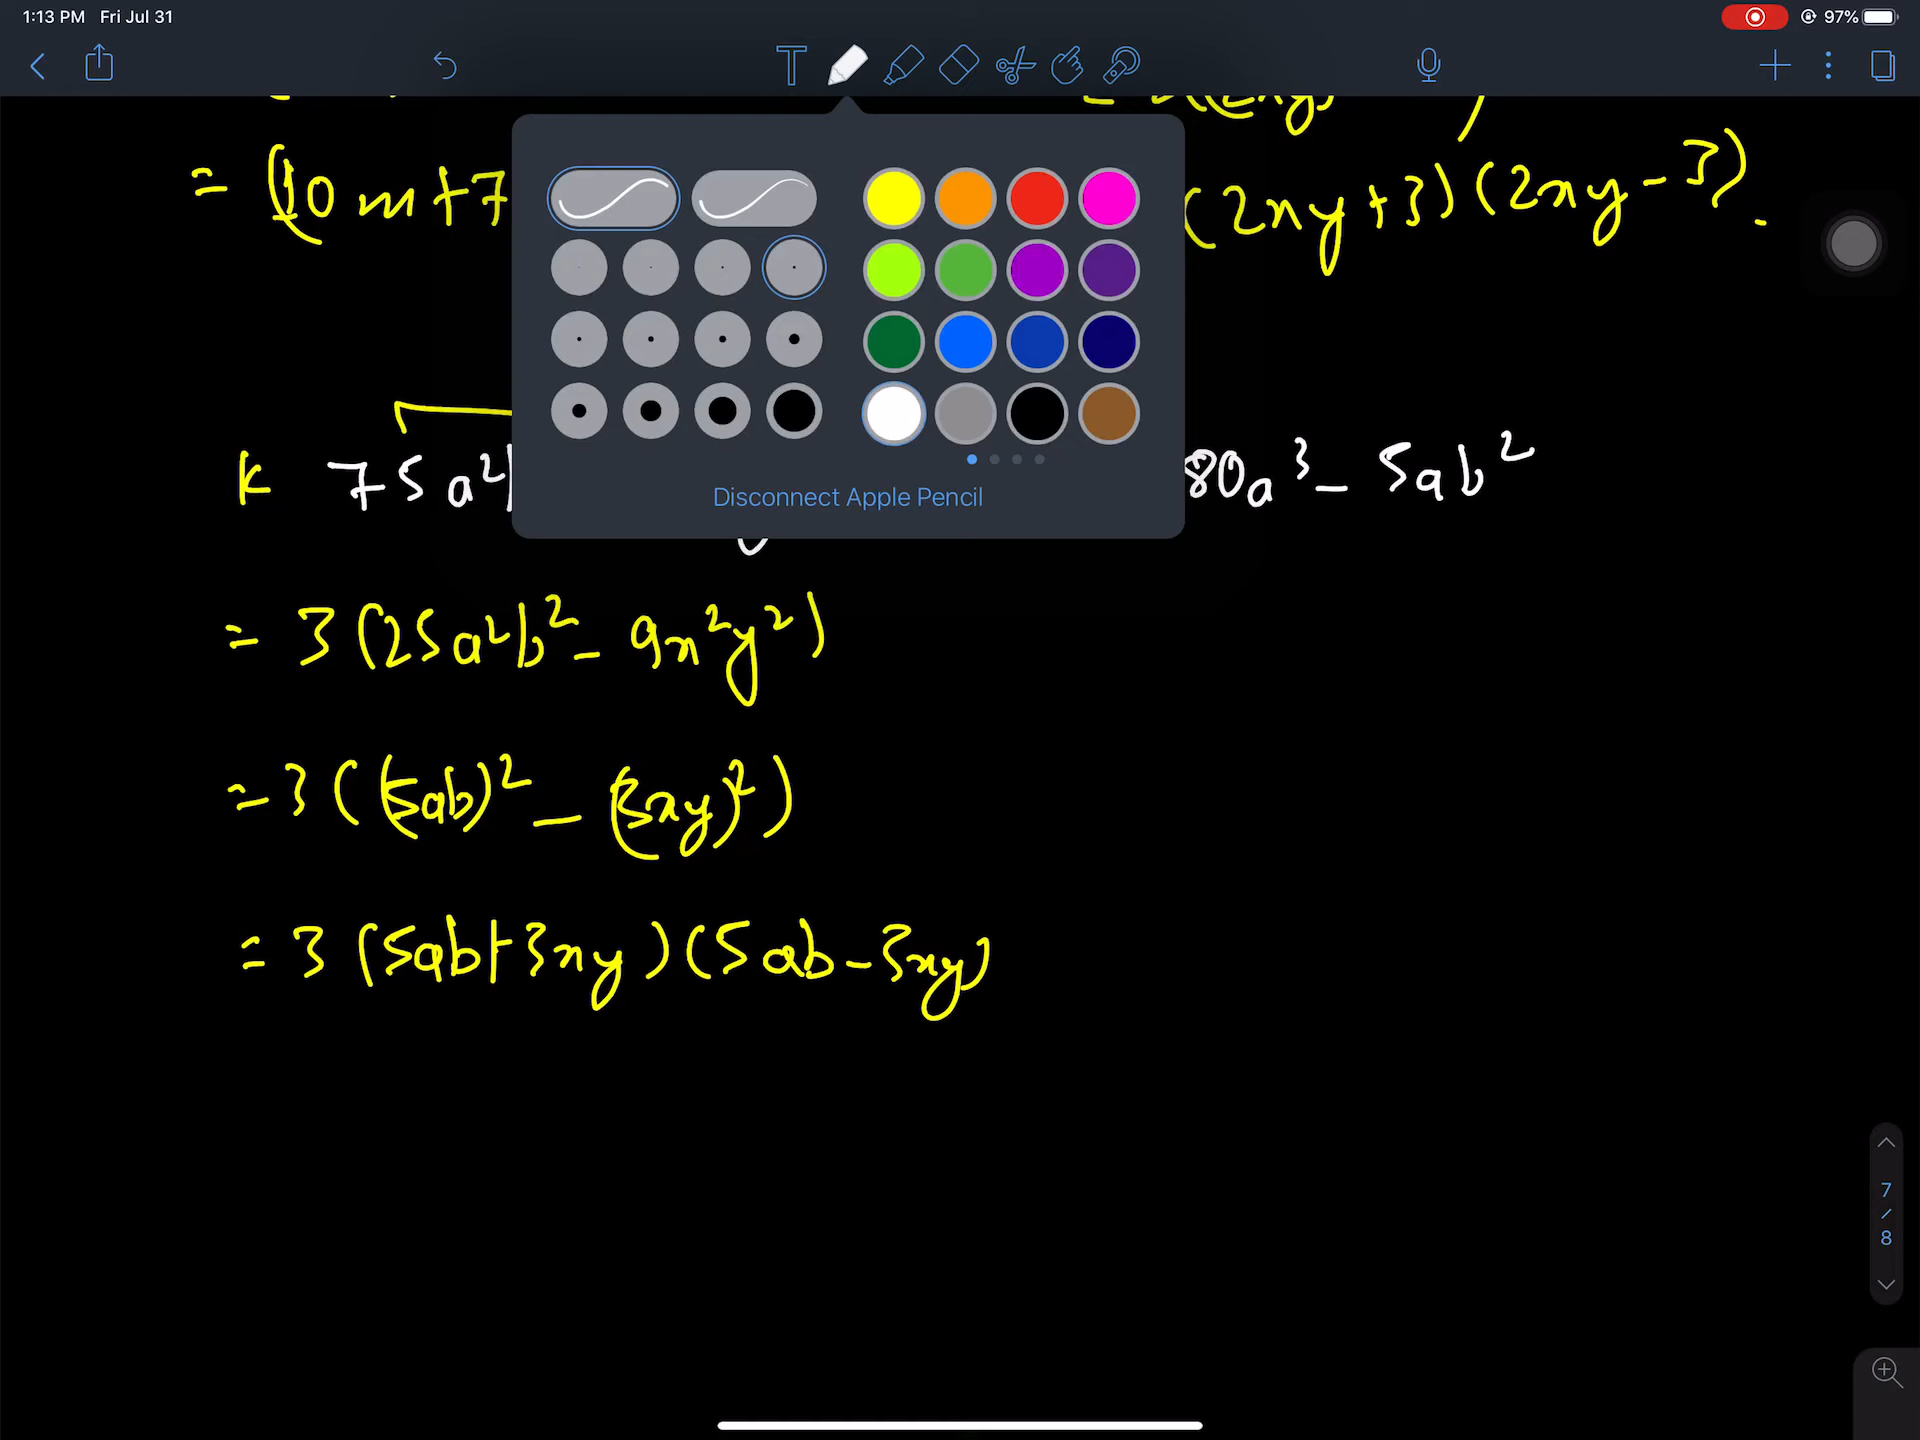 1:13 PM Fri Jul 31
97%
= (10m+7
(2xy+3)(2xy-3).
K 75a²b
80a³ - 5ab²
Disconnect Apple Pencil
= 3(25a²b² - 9x²y²)
= 3((5ab)² - (3xy)²)
= 3(5ab+3xy)(5ab-3xy)
7
/
8